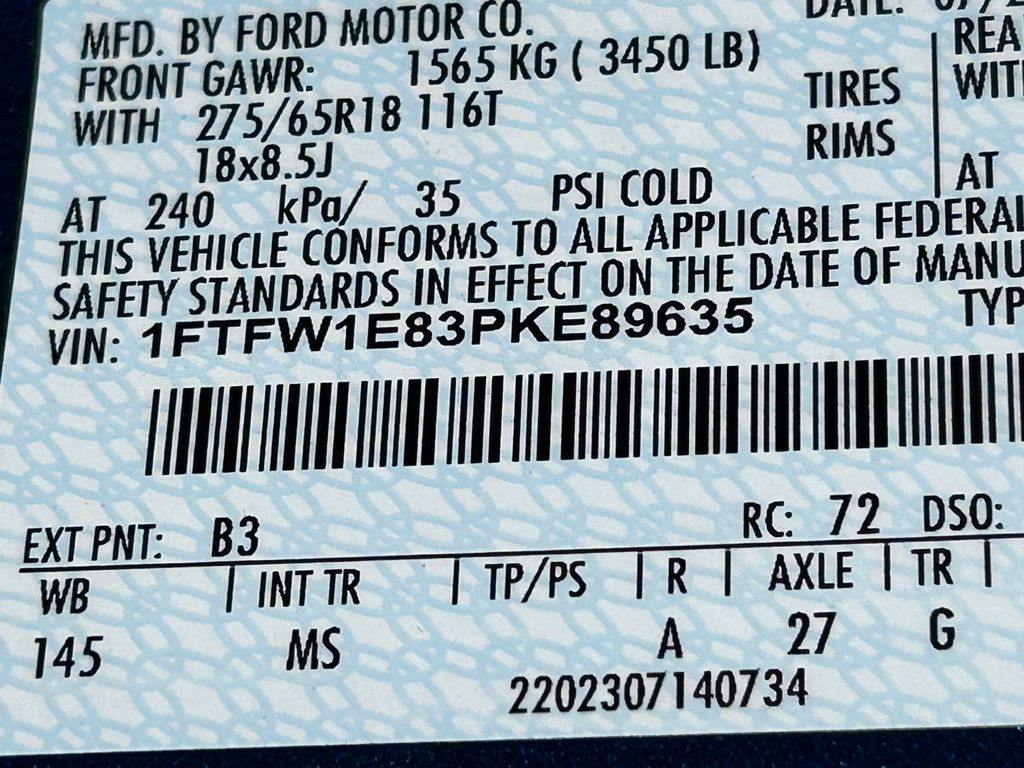 MFD. BY FORD MOTOR CO.
FRONT GAWR: 1565 KG ( 3450 LB)
WITH 275/65R18 116T TIRES
18x8.5J RIMS
AT 240 kPa/ 35 PSI COLD
AT
THIS VEHICLE CONFORMS TO ALL APPLICABLE FEDERAL
SAFETY STANDARDS IN EFFECT ON THE DATE OF MANU
VIN: 1FTFW1E83PKE89635 TYP
EXT PNT: B3 RC: 72 DSO:
WB | INT TR | TP/PS | R | AXLE | TR |
145 MS A 27 G
2202307140734